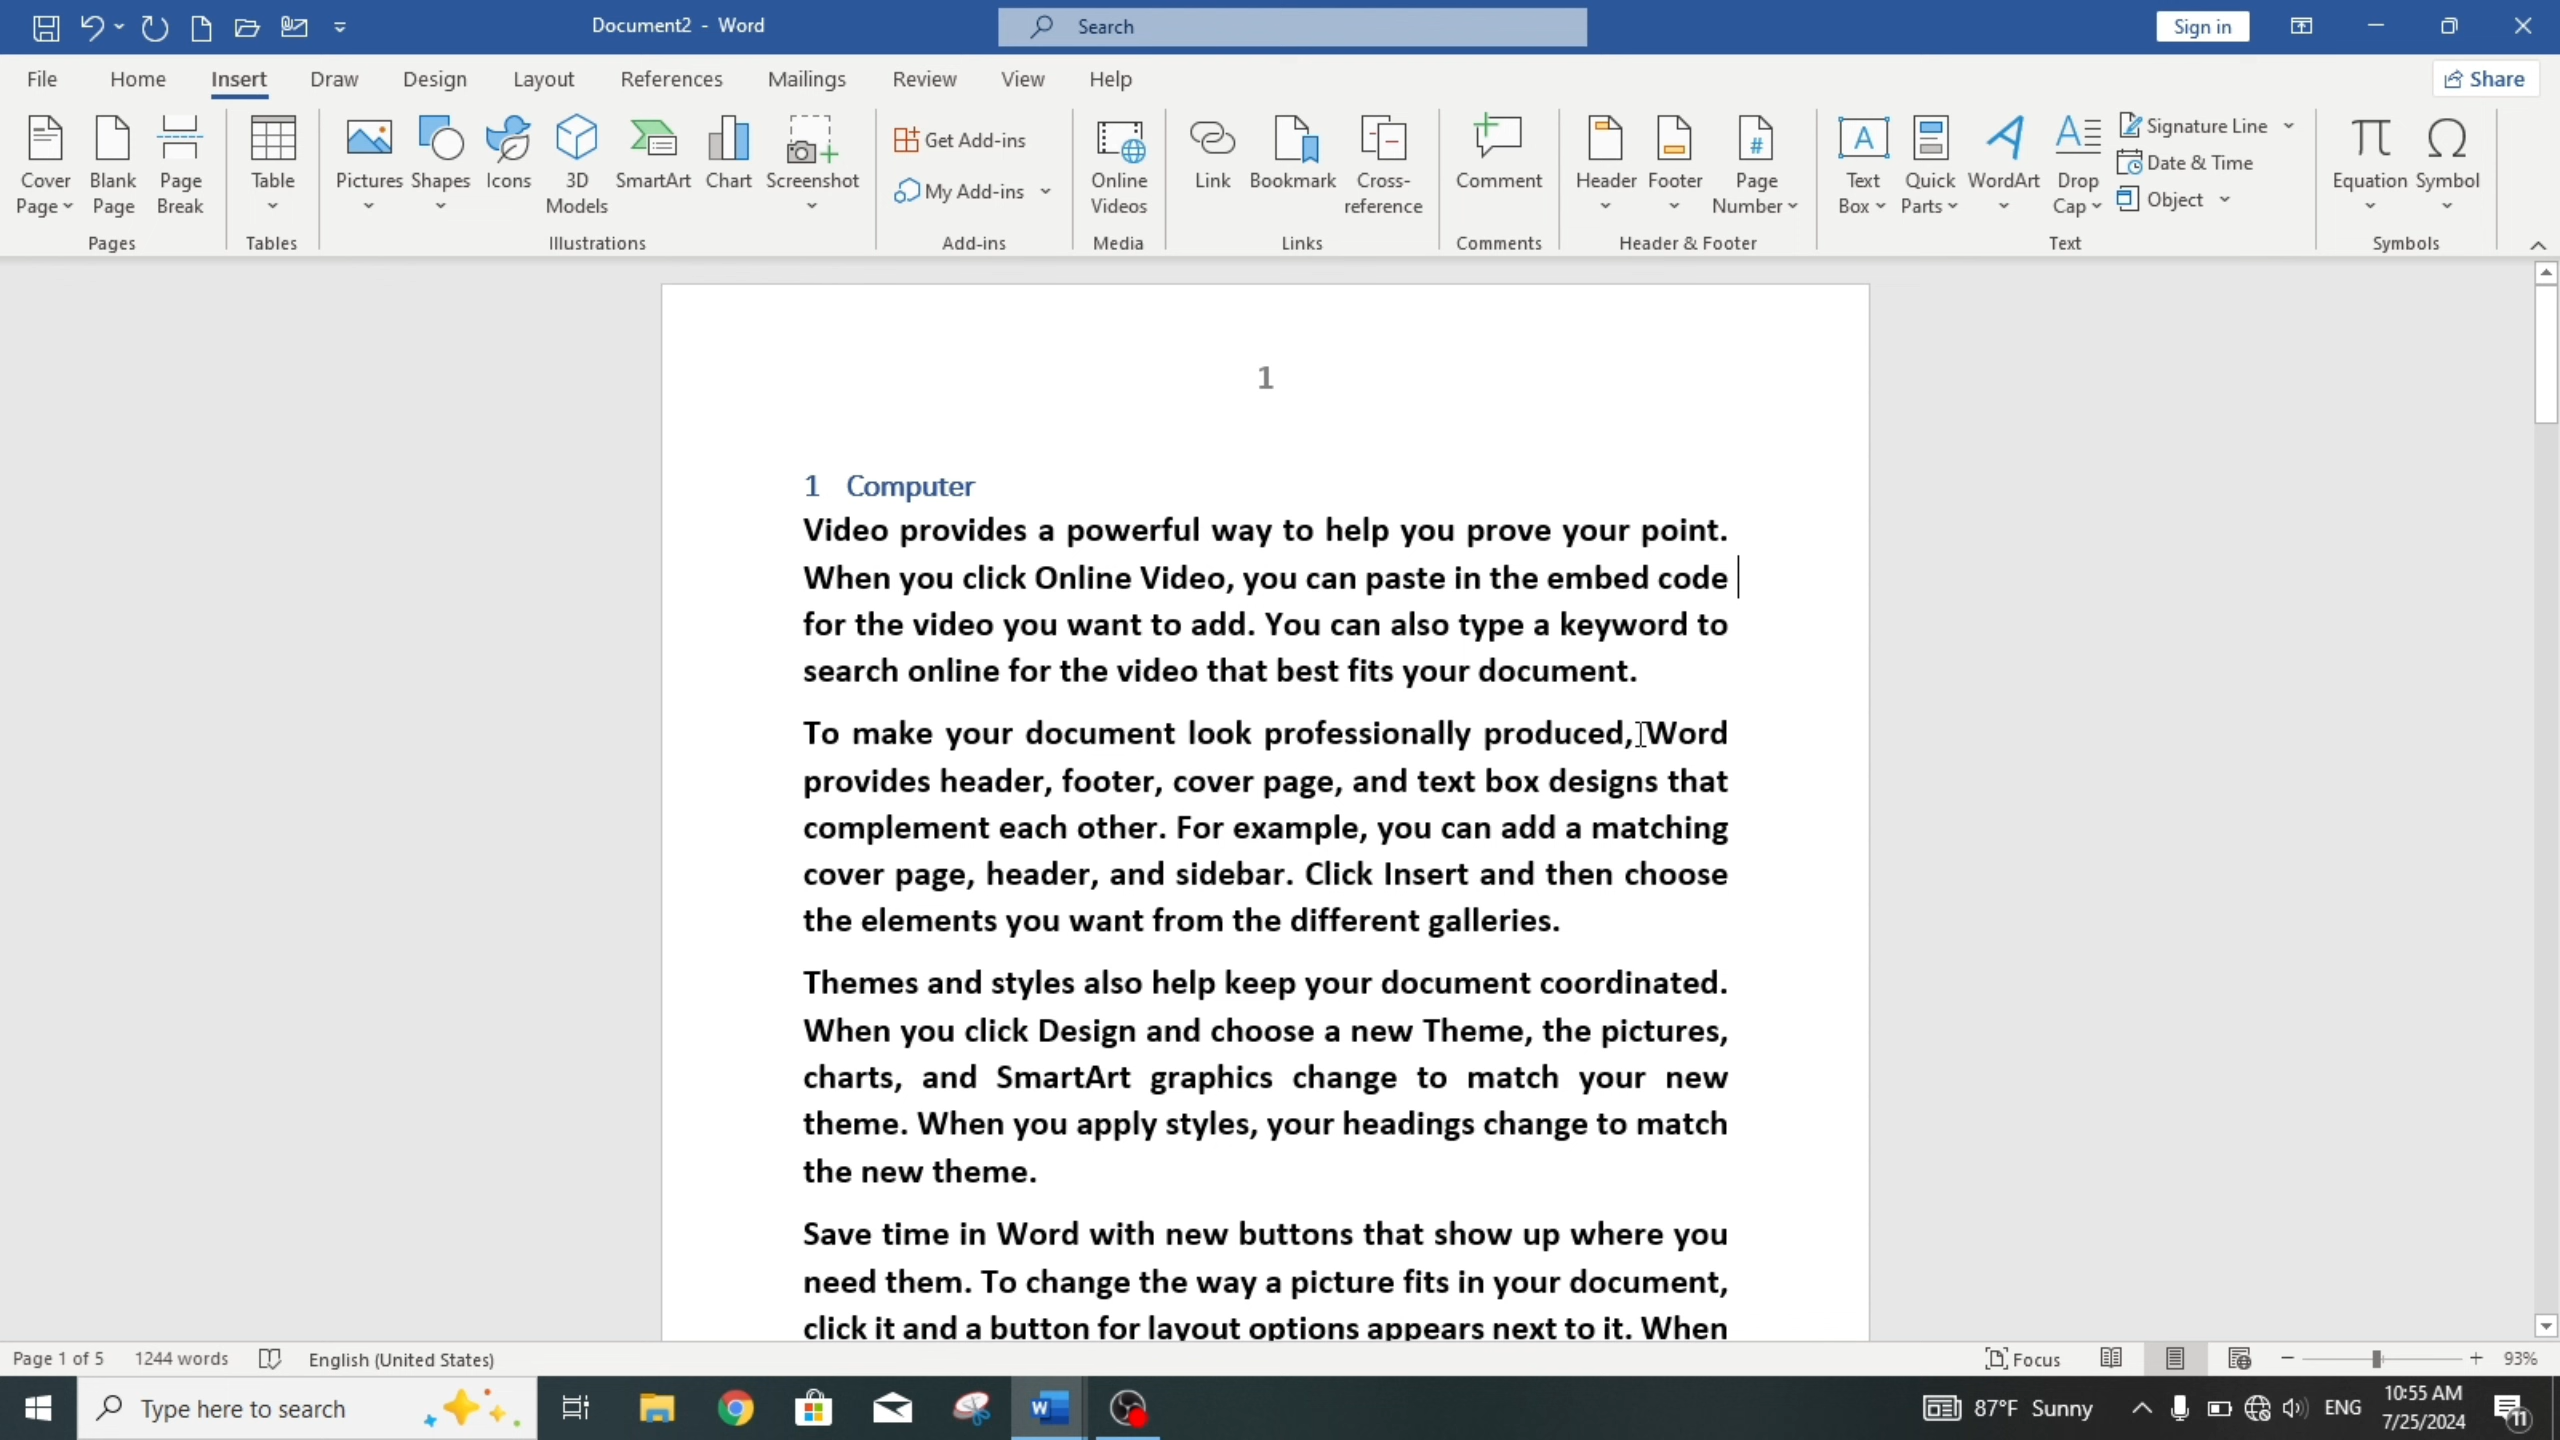 Document2 - Word
Search
Sign in
File Home Insert Draw Design Layout References Mailings Review View Help
Share
Cover Page
Blank Page
Page Break
Table
Pictures
Shapes
Icons
3D Models
SmartArt
Chart
Screenshot
Get Add-ins
My Add-ins
Online Videos
Link
Bookmark
Cross-reference
Comment
Header
Footer
Page Number
Text Box
Quick Parts
WordArt
Drop Cap
Signature Line
Date & Time
Object
Equation
Symbol
Pages Tables Illustrations Add-ins Media Links Comments Header & Footer Text Symbols
1
1 Computer
Video provides a powerful way to help you prove your point.
When you click Online Video, you can paste in the embed code
for the video you want to add. You can also type a keyword to
search online for the video that best fits your document.
To make your document look professionally produced, Word
provides header, footer, cover page, and text box designs that
complement each other. For example, you can add a matching
cover page, header, and sidebar. Click Insert and then choose
the elements you want from the different galleries.
Themes and styles also help keep your document coordinated.
When you click Design and choose a new Theme, the pictures,
charts, and SmartArt graphics change to match your new
theme. When you apply styles, your headings change to match
the new theme.
Save time in Word with new buttons that show up where you
need them. To change the way a picture fits in your document,
click it and a button for layout options appears next to it. When
Page 1 of 5 1244 words English (United States) Focus 93%
Type here to search
87°F Sunny
ENG
10:55 AM
7/25/2024
11